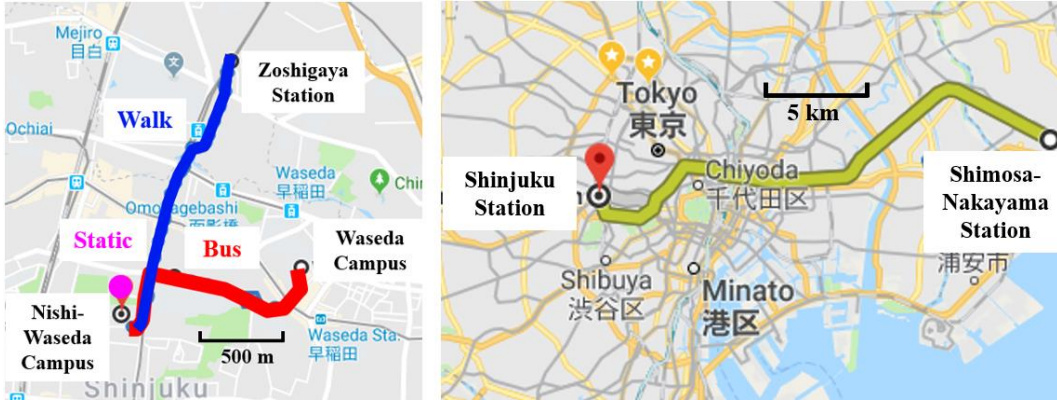 Mejiro
目白
文
Zoshigaya
Station
Walk
Ochiai
Waseda
早稲田
Static
Bus
Waseda
Campus
Nishi-
Waseda
Campus
500 m
Waseda Sta.
早稲田
Shinjuku
Tokyo
東京
5 km
Shinjuku
Station
Chiyoda
千代田区
Shimosa-
Nakayama
Station
Shibuya
渋谷区
Minato
港区
浦安市